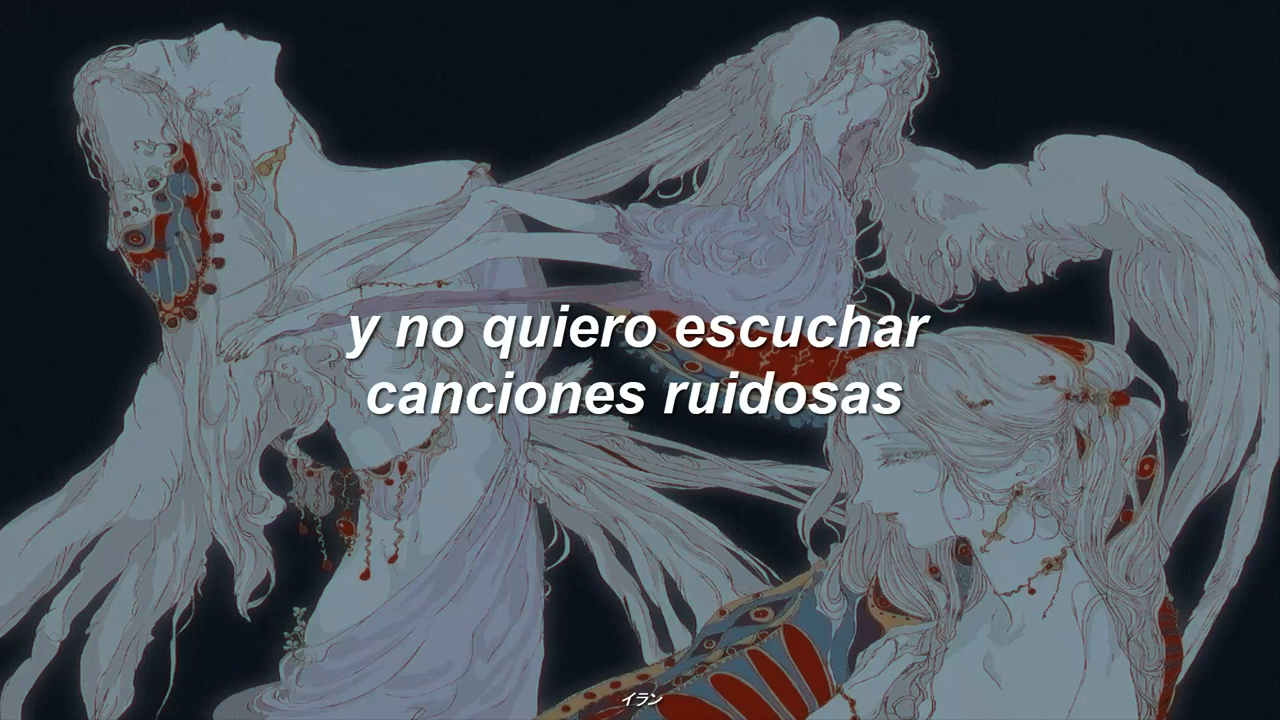 y no quiero escuchar
canciones ruidosas
イラン